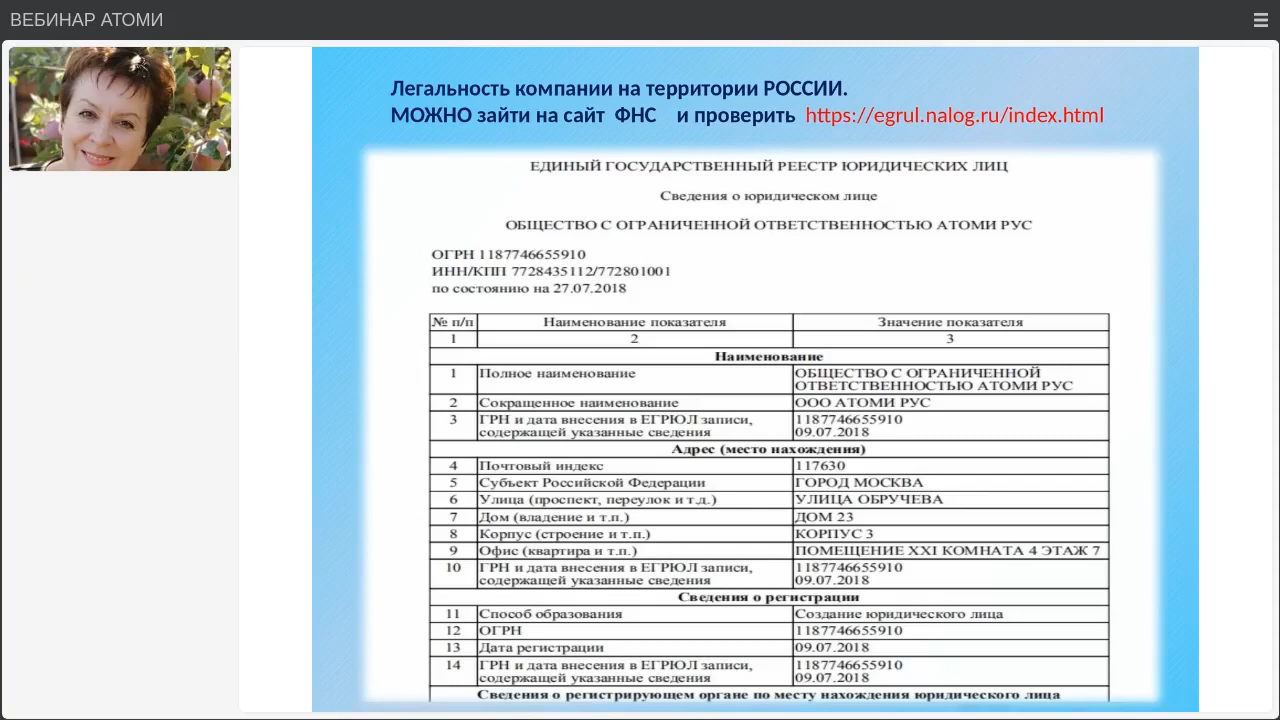 ВЕБИНАР АТОМИ
Легальность компании на территории РОССИИ.
МОЖНО зайти на сайт ФНС и проверить https://egrul.nalog.ru/index.html
ЕДИНЫЙ ГОСУДАРСТВЕННЫЙ РЕЕСТР ЮРИДИЧЕСКИХ ЛИЦ
Сведения о юридическом лице
ОБЩЕСТВО С ОГРАНИЧЕННОЙ ОТВЕТСТВЕННОСТЬЮ АТОМИ РУС
ОГРН 1187746655910
ИНН/КПП 7728435112/772801001
по состоянию на 27.07.2018
№ п/п Наименование показателя Значение показателя
1 2 3
Наименование
1 Полное наименование ОБЩЕСТВО С ОГРАНИЧЕННОЙ
ОТВЕТСТВЕННОСТЬЮ АТОМИ РУС
2 Сокращенное наименование ООО АТОМИ РУС
3 ГРН и дата внесения в ЕГРЮЛ записи, 1187746655910
содержащей указанные сведения 09.07.2018
Адрес (место нахождения)
4 Почтовый индекс 117630
5 Субъект Российской Федерации ГОРОД МОСКВА
6 Улица (проспект, переулок и т.д.) УЛИЦА ОБРУЧЕВА
7 Дом (владение и т.п.) ДОМ 23
8 Корпус (строение и т.п.) КОРПУС 3
9 Офис (квартира и т.п.) ПОМЕЩЕНИЕ XXI КОМНАТА 4 ЭТАЖ 7
10 ГРН и дата внесения в ЕГРЮЛ записи, 1187746655910
содержащей указанные сведения 09.07.2018
Сведения о регистрации
11 Способ образования Создание юридического лица
12 ОГРН 1187746655910
13 Дата регистрации 09.07.2018
14 ГРН и дата внесения в ЕГРЮЛ записи, 1187746655910
содержащей указанные сведения 09.07.2018
Сведения о регистрирующем органе по месту нахождения юридического лица